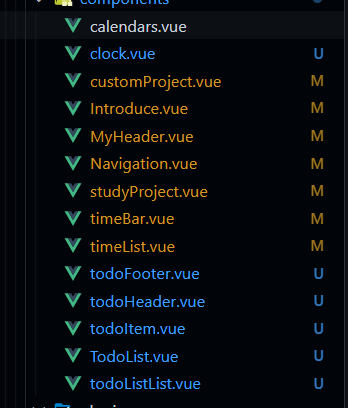 components
calendars.vue
clock.vue U
customProject.vue M
Introduce.vue M
MyHeader.vue M
Navigation.vue M
studyProject.vue M
timeBar.vue M
timeList.vue M
todoFooter.vue U
todoHeader.vue U
todoItem.vue U
TodoList.vue U
todoListList.vue U